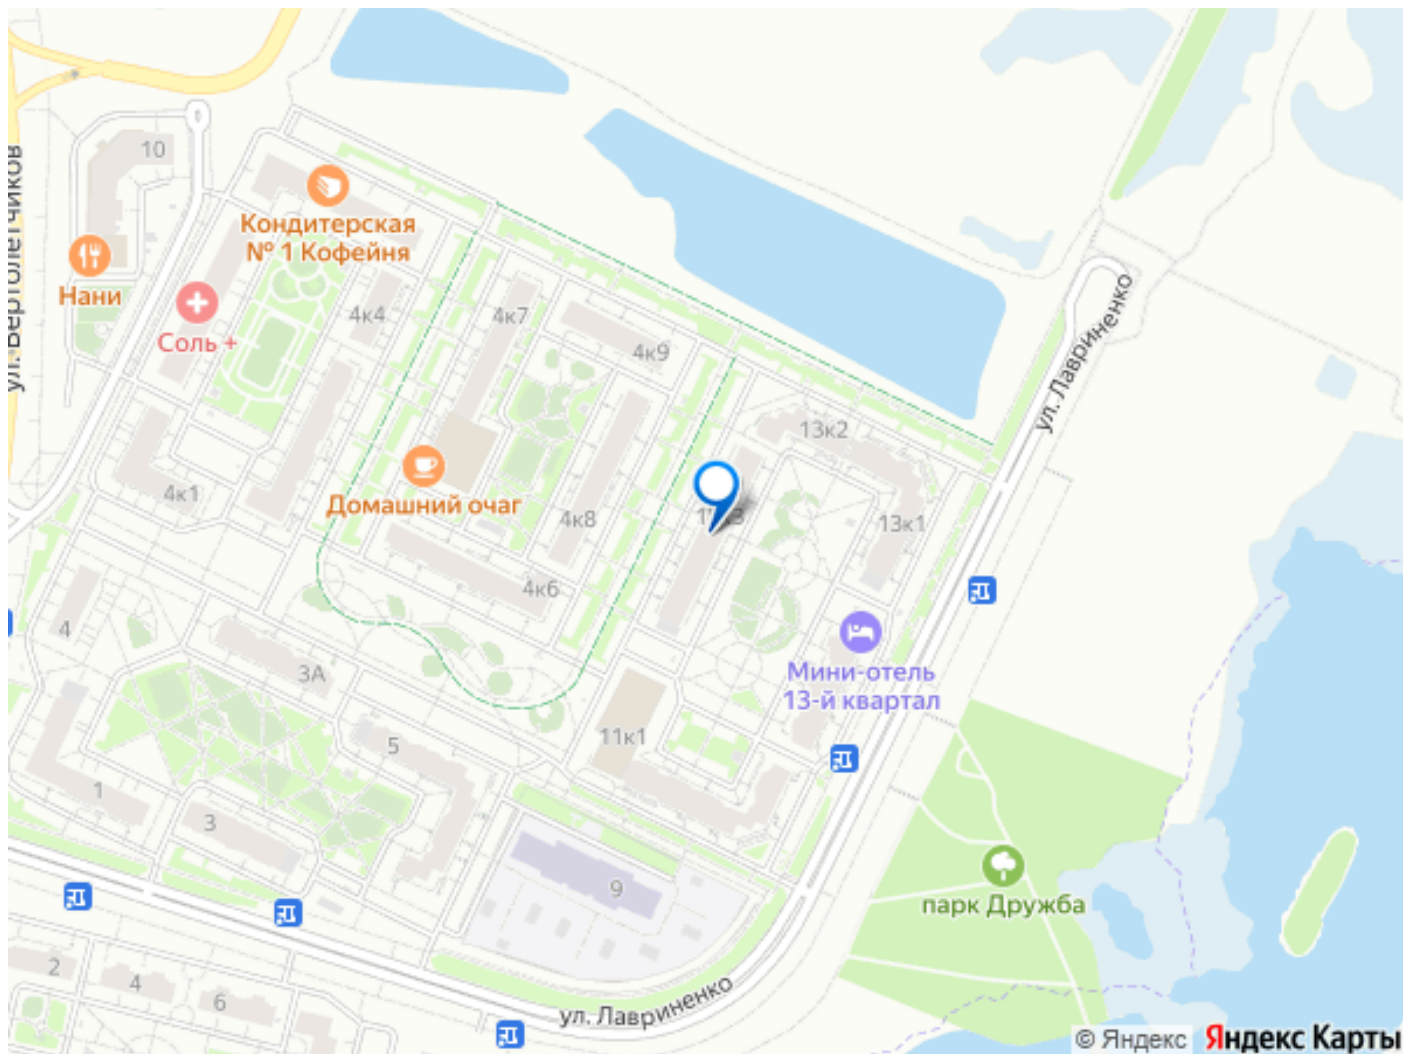 10
ул. Вертолетчиков
Кондитерская
№ 1 Кофейня
Нани
Соль +
4к4
4к7
4к9
ул. Лавриненко
13к2
4к1
Домашний очаг
4к8
13к1
4к6
4
3А
Мини-отель
13-й квартал
5
11к1
1
3
9
парк Дружба
2
4
6
ул. Лавриненко
© Яндекс Яндекс Карты